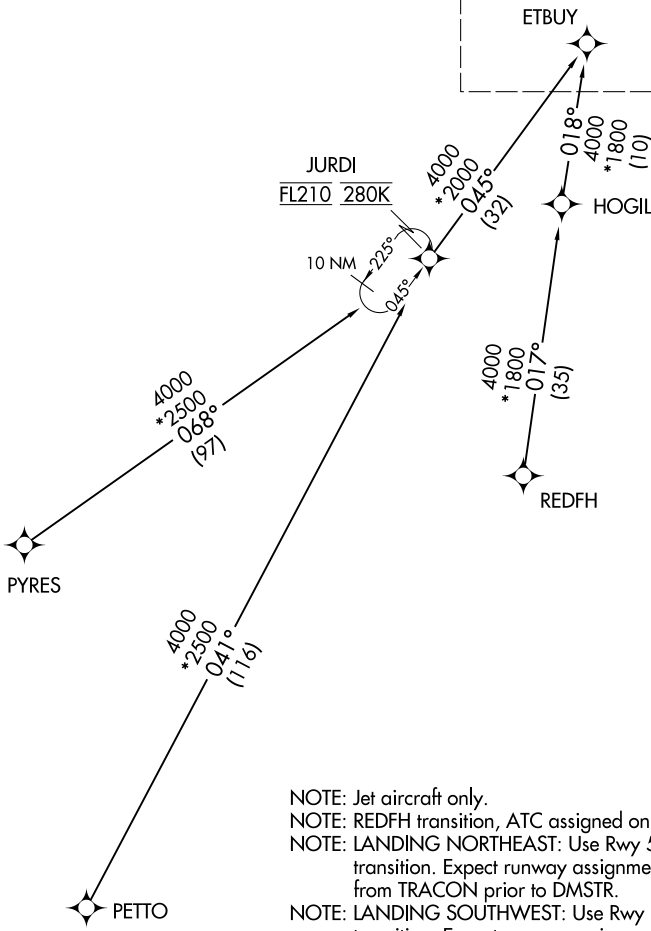 ETBUY
018°
4000
*1800
(10)
HOGIL
JURDI
FL210 280K
4000
*2000
045°
(32)
10 NM
225°
045°
4000
*1800
017°
(35)
REDFH
4000
*2500
068°
(97)
PYRES
4000
*2500
041°
(116)
PETTO
NOTE: Jet aircraft only.
NOTE: REDFH transition, ATC assigned on
NOTE: LANDING NORTHEAST: Use Rwy 5
transition. Expect runway assignme
from TRACON prior to DMSTR.
NOTE: LANDING SOUTHWEST: Use Rwy